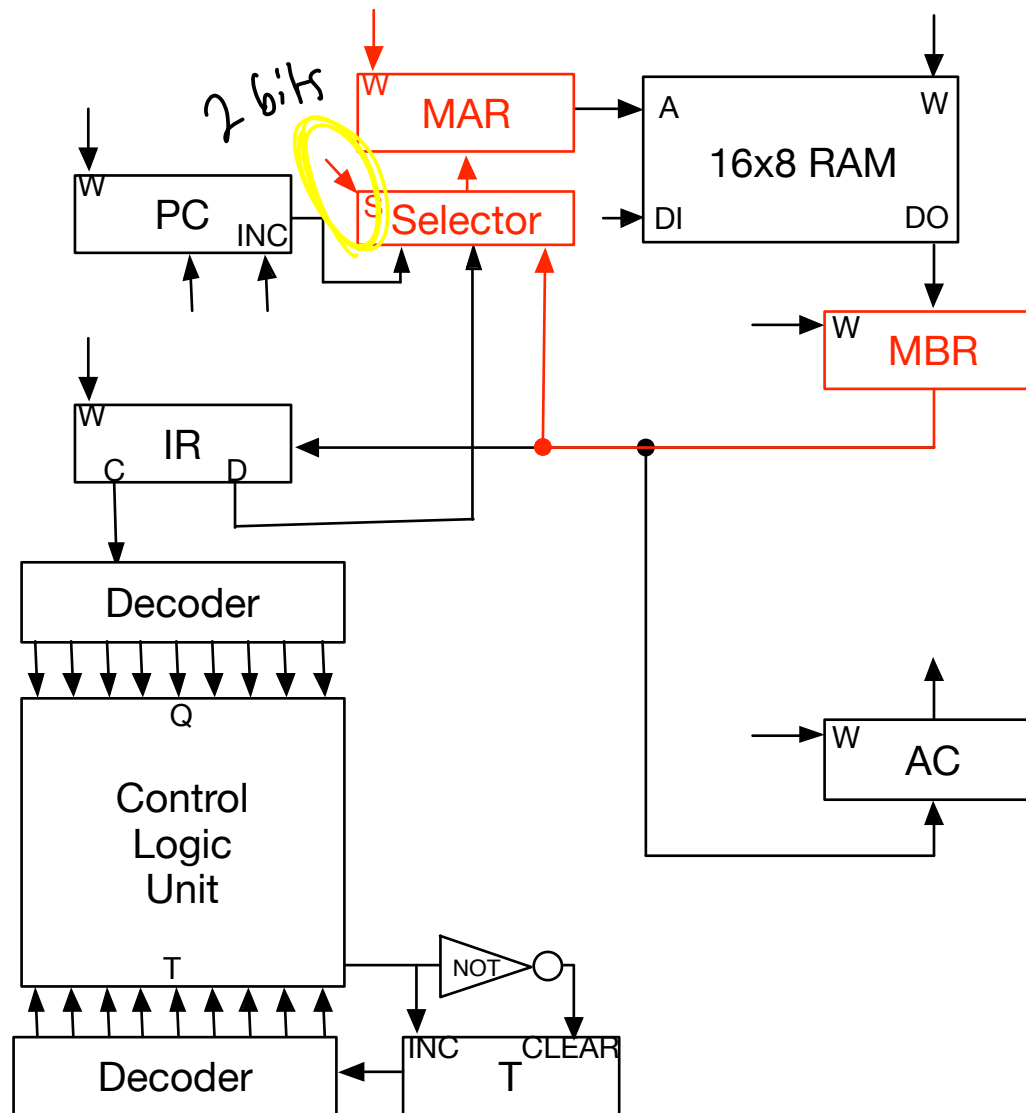 2 bits
W
MAR
A
W
16x8 RAM
DI
DO
W
PC
INC
S
Selector
W
MBR
W
IR
C
D
Decoder
Q
Control
Logic
Unit
T
W
AC
NOT
INC
CLEAR
T
Decoder